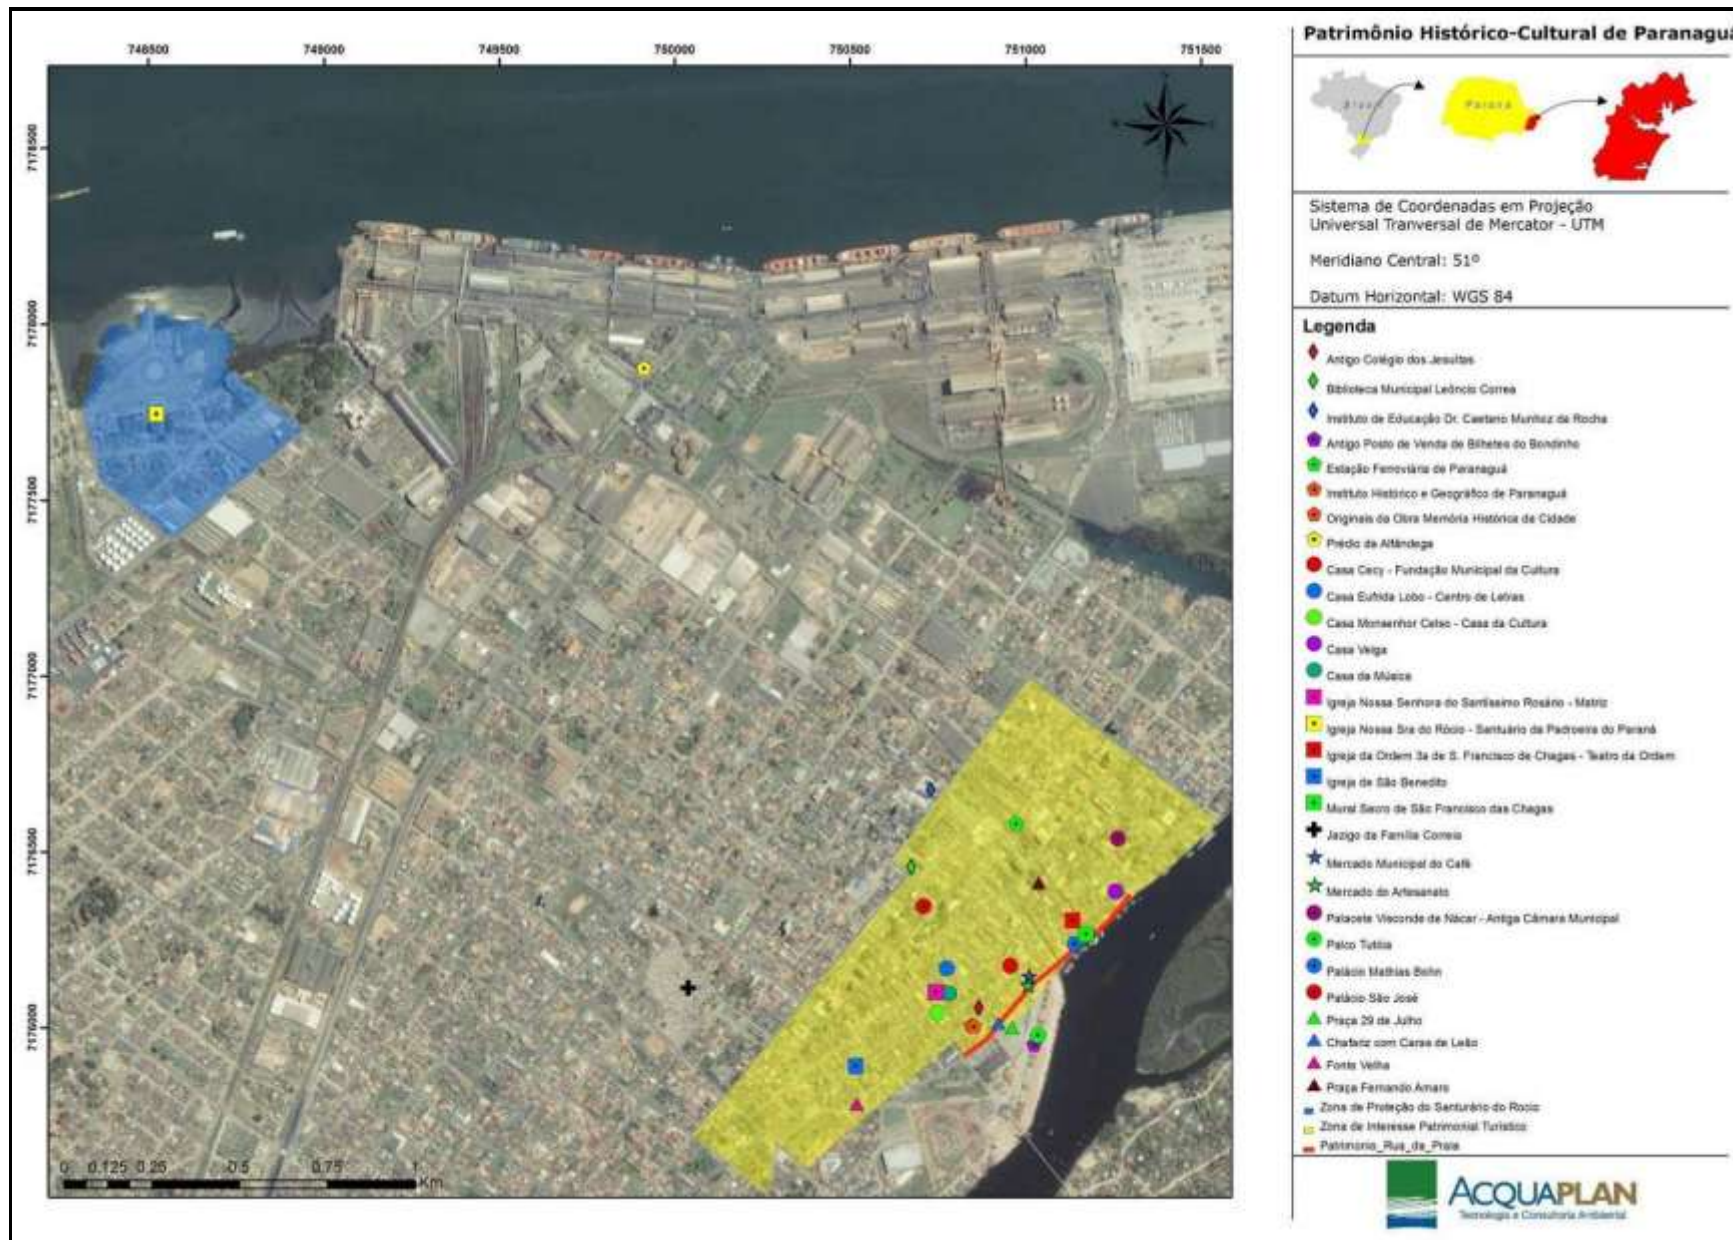 Patrimônio Histórico-Cultural de Paranaguá
748500 749000 749500 750000 750500 751000 751500
7178500
7178000
7177500
7177000
7176500
7176000
Brasil
Paraná
Sistema de Coordenadas em Projeção
Universal Tranversal de Mercator - UTM
Meridiano Central: 51º
Datum Horizontal: WGS 84
Legenda
Antigo Colégio dos Jesuítas
Biblioteca Municipal Leôncio Correa
Instituto de Educação Dr. Caetano Munhoz da Rocha
Antigo Posto de Venda de Bilhetes do Bondinho
Estação Ferroviária de Paranaguá
Instituto Histórico e Geográfico de Paranaguá
Originais da Obra Memória Histórica da Cidade
Prédio da Alfândega
Casa Cecy - Fundação Municipal da Cultura
Casa Eufrida Lobo - Centro de Letras
Casa Monsenhor Celso - Casa da Cultura
Casa Veiga
Casa da Música
Igreja Nossa Senhora do Santíssimo Rosário - Matriz
Igreja Nossa Sra do Rócio - Santuário da Padroeira do Paraná
Igreja da Ordem 3a de S. Francisco de Chagas - Teatro da Ordem
Igreja de São Benedito
Mural Sacro de São Francisco das Chagas
Jazigo da Família Correia
Mercado Municipal do Café
Mercado do Artesanato
Palacete Visconde de Nácar - Antiga Câmara Municipal
Palco Tutóia
Palácio Mathias Bohn
Palácio São José
Praça 29 de Julho
Chafariz com Caras de Leão
Fonte Velha
Praça Fernando Amaro
Zona de Proteção do Santurário do Rocio
Zona de Interesse Patrimonial Turístico
Patrimonio_Rua_da_Praia
0 0.125 0.25 0.5 0.75 1
Km
ACQUAPLAN
Tecnologia e Consultoria Ambiental